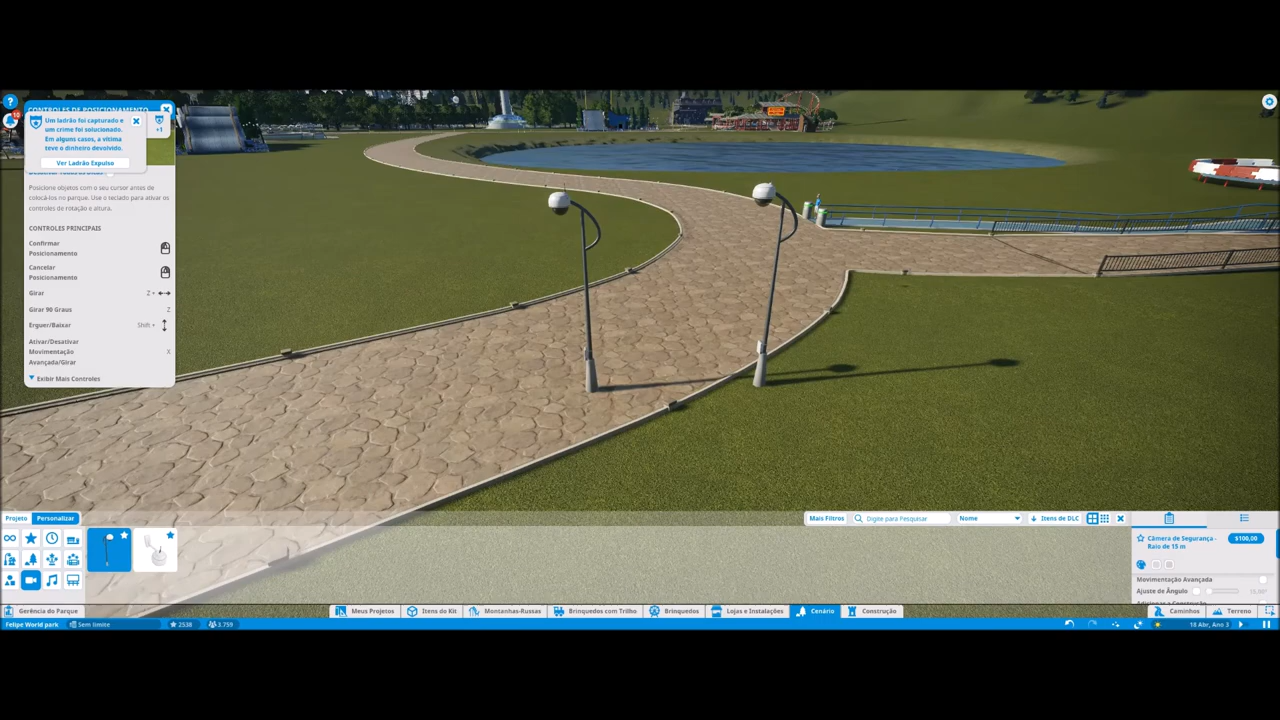 CONTROLES DE POSICIONAMENTO
10
Um ladrão foi capturado e
um crime foi solucionado.
Em alguns casos, a vítima
teve o dinheiro devolvido.
+1
Ver Ladrão Expulso
Posicione objetos com o seu cursor antes de
colocá-los no parque. Use o teclado para ativar os
controles de rotação e altura.
CONTROLES PRINCIPAIS
Confirmar
Posicionamento
Cancelar
Posicionamento
Girar Z +
Girar 90 Graus Z
Erguer/Baixar Shift +
Ativar/Desativar
Movimentação X
Avançada/Girar
Exibir Mais Controles
Projeto Personalizar Mais Filtros Digite para Pesquisar Nome Itens de DLC
Câmera de Segurança - $100,00
Raio de 15 m
Movimentação Avançada
Ajuste de Ângulo
Gerência do Parque Meus Projetos Itens do Kit Montanhas-Russas Brinquedos com Trilho Brinquedos Lojas e Instalações Cenário Construção Caminhos Terreno
Felipe World park Sem limite 2538 3.759 18 Abr, Ano 3